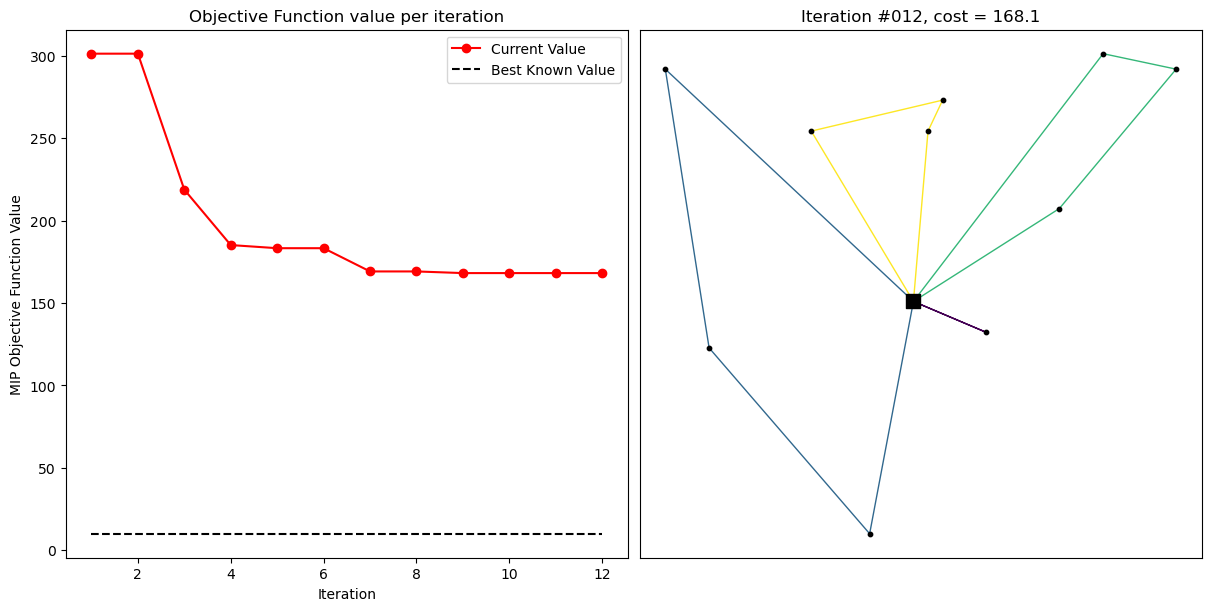 Objective Function value per iteration
Current Value
Best Known Value
300
250
200
150
100
50
0
MIP Objective Function Value
2 4 6 8 10 12
Iteration
Iteration #012, cost = 168.1